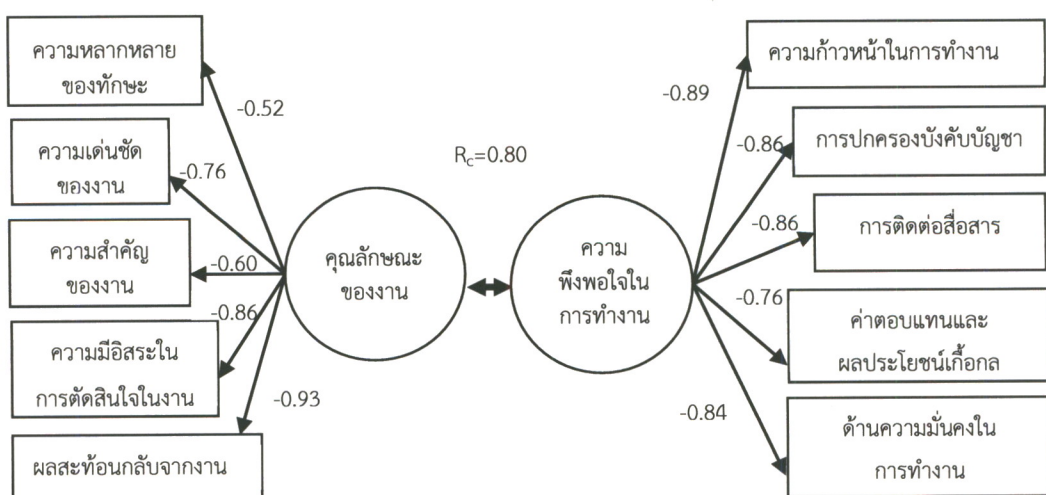 ความหลากหลาย
ของทักษะ
-0.52
ความเด่นชัด
ของงาน
-0.76
ความสำคัญ
ของงาน
-0.60
ความมีอิสระใน
การตัดสินใจในงาน
-0.86
ผลสะท้อนกลับจากงาน
-0.93
คุณลักษณะ
ของงาน
R_c=0.80
ความ
พึงพอใจใน
การทำงาน
ความก้าวหน้าในการทำงาน
-0.89
การปกครองบังคับบัญชา
-0.86
การติดต่อสื่อสาร
-0.86
ค่าตอบแทนและ
ผลประโยชน์เกื้อกูล
-0.76
ด้านความมั่นคงใน
การทำงาน
-0.84